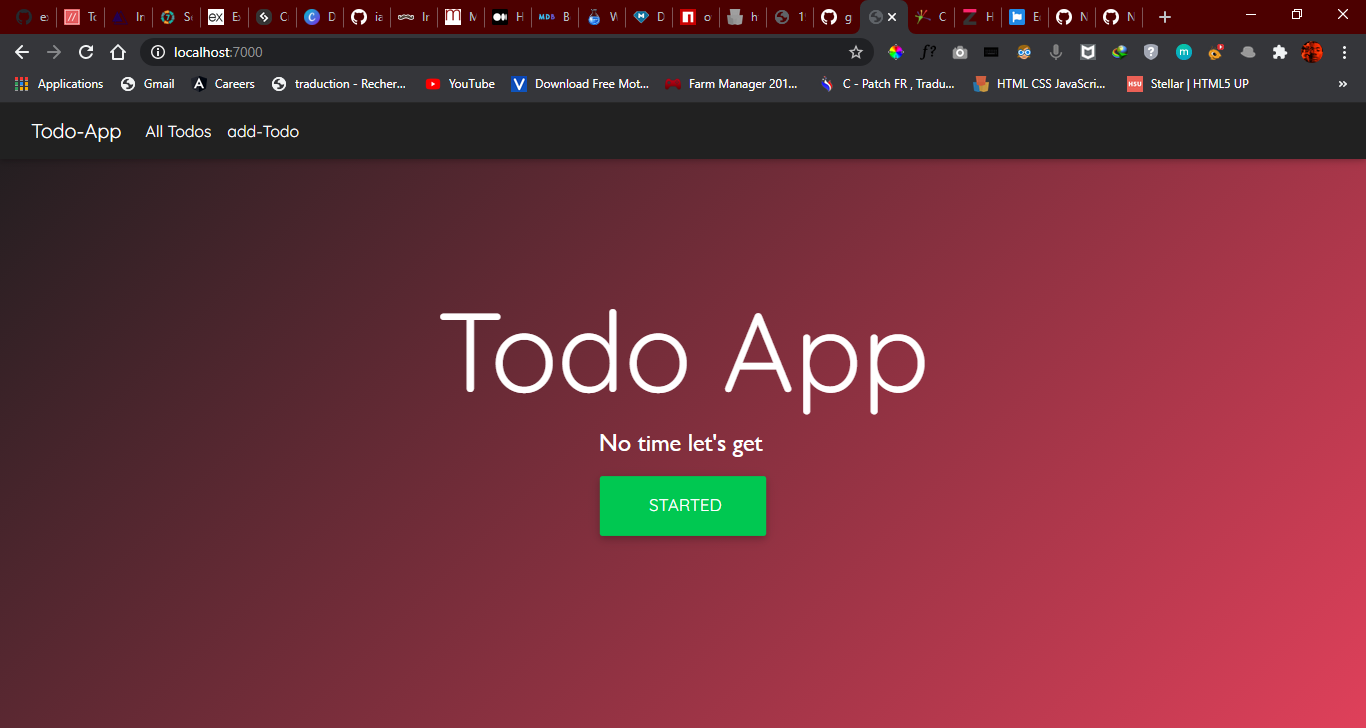 localhost:7000
Applications Gmail Careers traduction - Recher... YouTube Download Free Mot... Farm Manager 201... C - Patch FR , Tradu... HTML CSS JavaScri... Stellar | HTML5 UP »
Todo-App All Todos add-Todo
Todo App
No time let's get
STARTED